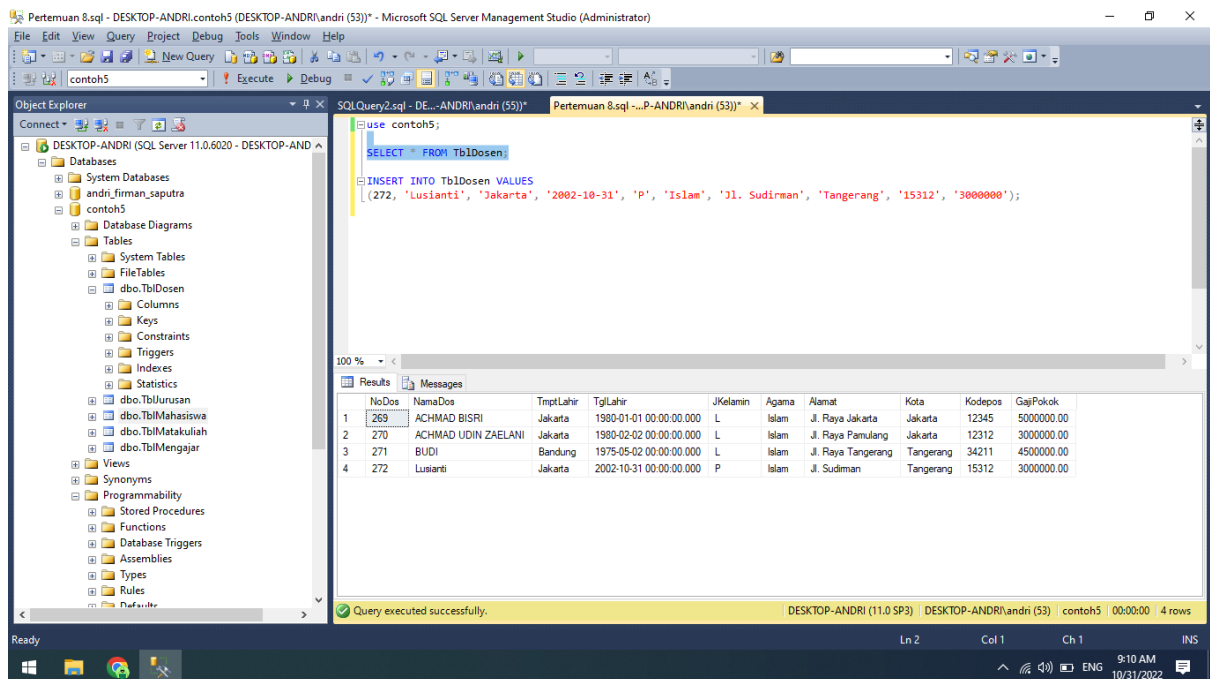 Pertemuan 8.sql - DESKTOP-ANDRI.contoh5 (DESKTOP-ANDRI\andri (53))* - Microsoft SQL Server Management Studio (Administrator)
File Edit View Query Project Debug Tools Window Help
New Query
contoh5 Execute Debug
Object Explorer
Connect
DESKTOP-ANDRI (SQL Server 11.0.6020 - DESKTOP-AND
Databases
System Databases
andri_firman_saputra
contoh5
Database Diagrams
Tables
System Tables
FileTables
dbo.TblDosen
Columns
Keys
Constraints
Triggers
Indexes
Statistics
dbo.TblJurusan
dbo.TblMahasiswa
dbo.TblMatakuliah
dbo.TblMengajar
Views
Synonyms
Programmability
Stored Procedures
Functions
Database Triggers
Assemblies
Types
Rules
Defaults
SQLQuery2.sql - DE...-ANDRI\andri (55))* Pertemuan 8.sql -...P-ANDRI\andri (53))*
use contoh5;
SELECT * FROM TblDosen;
INSERT INTO TblDosen VALUES
(272, 'Lusianti', 'Jakarta', '2002-10-31', 'P', 'Islam', 'Jl. Sudirman', 'Tangerang', '15312', '3000000');
100 %
Results Messages
NoDos NamaDos TmptLahir TglLahir JKelamin Agama Alamat Kota Kodepos GajiPokok
1 269 ACHMAD BISRI Jakarta 1980-01-01 00:00:00.000 L Islam Jl. Raya Jakarta Jakarta 12345 5000000.00
2 270 ACHMAD UDIN ZAELANI Jakarta 1980-02-02 00:00:00.000 L Islam Jl. Raya Pamulang Jakarta 12312 3000000.00
3 271 BUDI Bandung 1975-05-02 00:00:00.000 L Islam Jl. Raya Tangerang Tangerang 34211 4500000.00
4 272 Lusianti Jakarta 2002-10-31 00:00:00.000 P Islam Jl. Sudirman Tangerang 15312 3000000.00
Query executed successfully. DESKTOP-ANDRI (11.0 SP3) DESKTOP-ANDRI\andri (53) contoh5 00:00:00 4 rows
Ready Ln 2 Col 1 Ch 1 INS
ENG 9:10 AM
10/31/2022